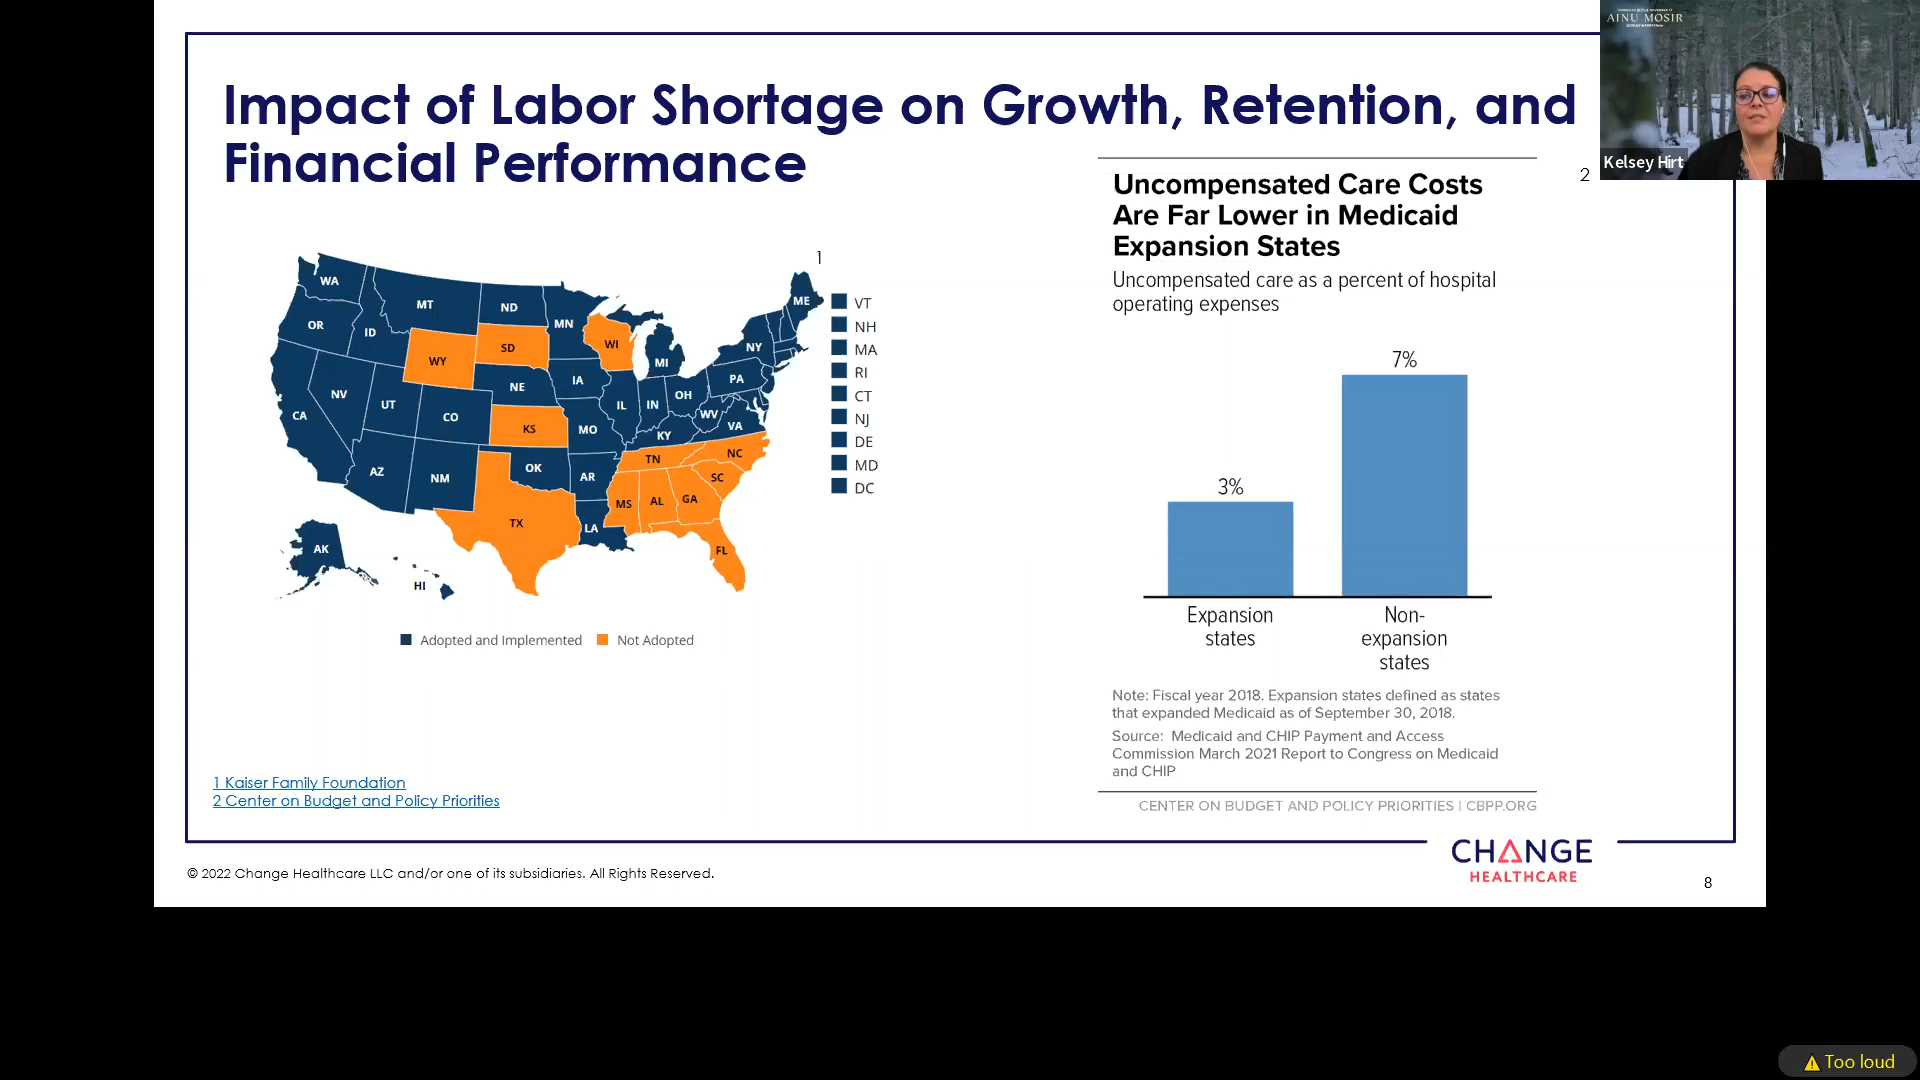 Impact of Labor Shortage on Growth, Retention, and
Financial Performance
AINU MOSIR
Kelsey Hirt
1
WA
MT
ND
MN
OR
ID
WY
SD
WI
MI
NY
ME
NE
IA
PA
NV
UT
CO
IL
IN
OH
WV
VA
CA
KS
MO
KY
AZ
NM
OK
AR
TN
NC
SC
TX
MS
AL
GA
LA
FL
AK
HI
VT
NH
MA
RI
CT
NJ
DE
MD
DC
Adopted and Implemented
Not Adopted
2
Uncompensated Care Costs
Are Far Lower in Medicaid
Expansion States
Uncompensated care as a percent of hospital
operating expenses
7%
3%
Expansion
states
Non-
expansion
states
Note: Fiscal year 2018. Expansion states defined as states
that expanded Medicaid as of September 30, 2018.
Source: Medicaid and CHIP Payment and Access
Commission March 2021 Report to Congress on Medicaid
and CHIP
CENTER ON BUDGET AND POLICY PRIORITIES | CBPP.ORG
1 Kaiser Family Foundation
2 Center on Budget and Policy Priorities
CHANGE
HEALTHCARE
© 2022 Change Healthcare LLC and/or one of its subsidiaries. All Rights Reserved.
8
Too loud